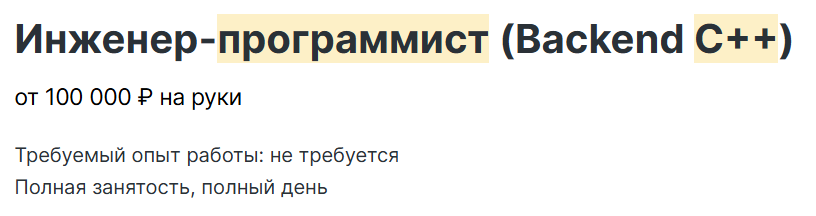 Инженер-программист (Backend C++)
от 100 000 ₽ на руки
Требуемый опыт работы: не требуется
Полная занятость, полный день